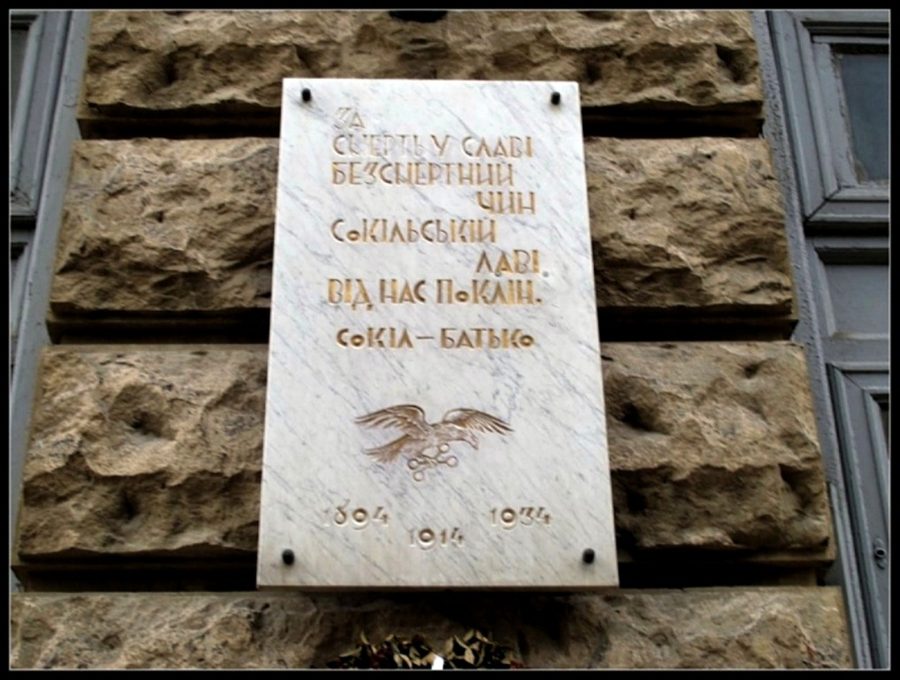 ЗА
СМЕРТЬ У СЛАВІ
БЕЗСМЕРТНИЙ
ЧИН
СОКІЛЬСЬКІЙ
ЛАВІ.
ВІД НАС ПОКЛІН.
СОКІЛ – БАТЬКО
1894 1934
1914